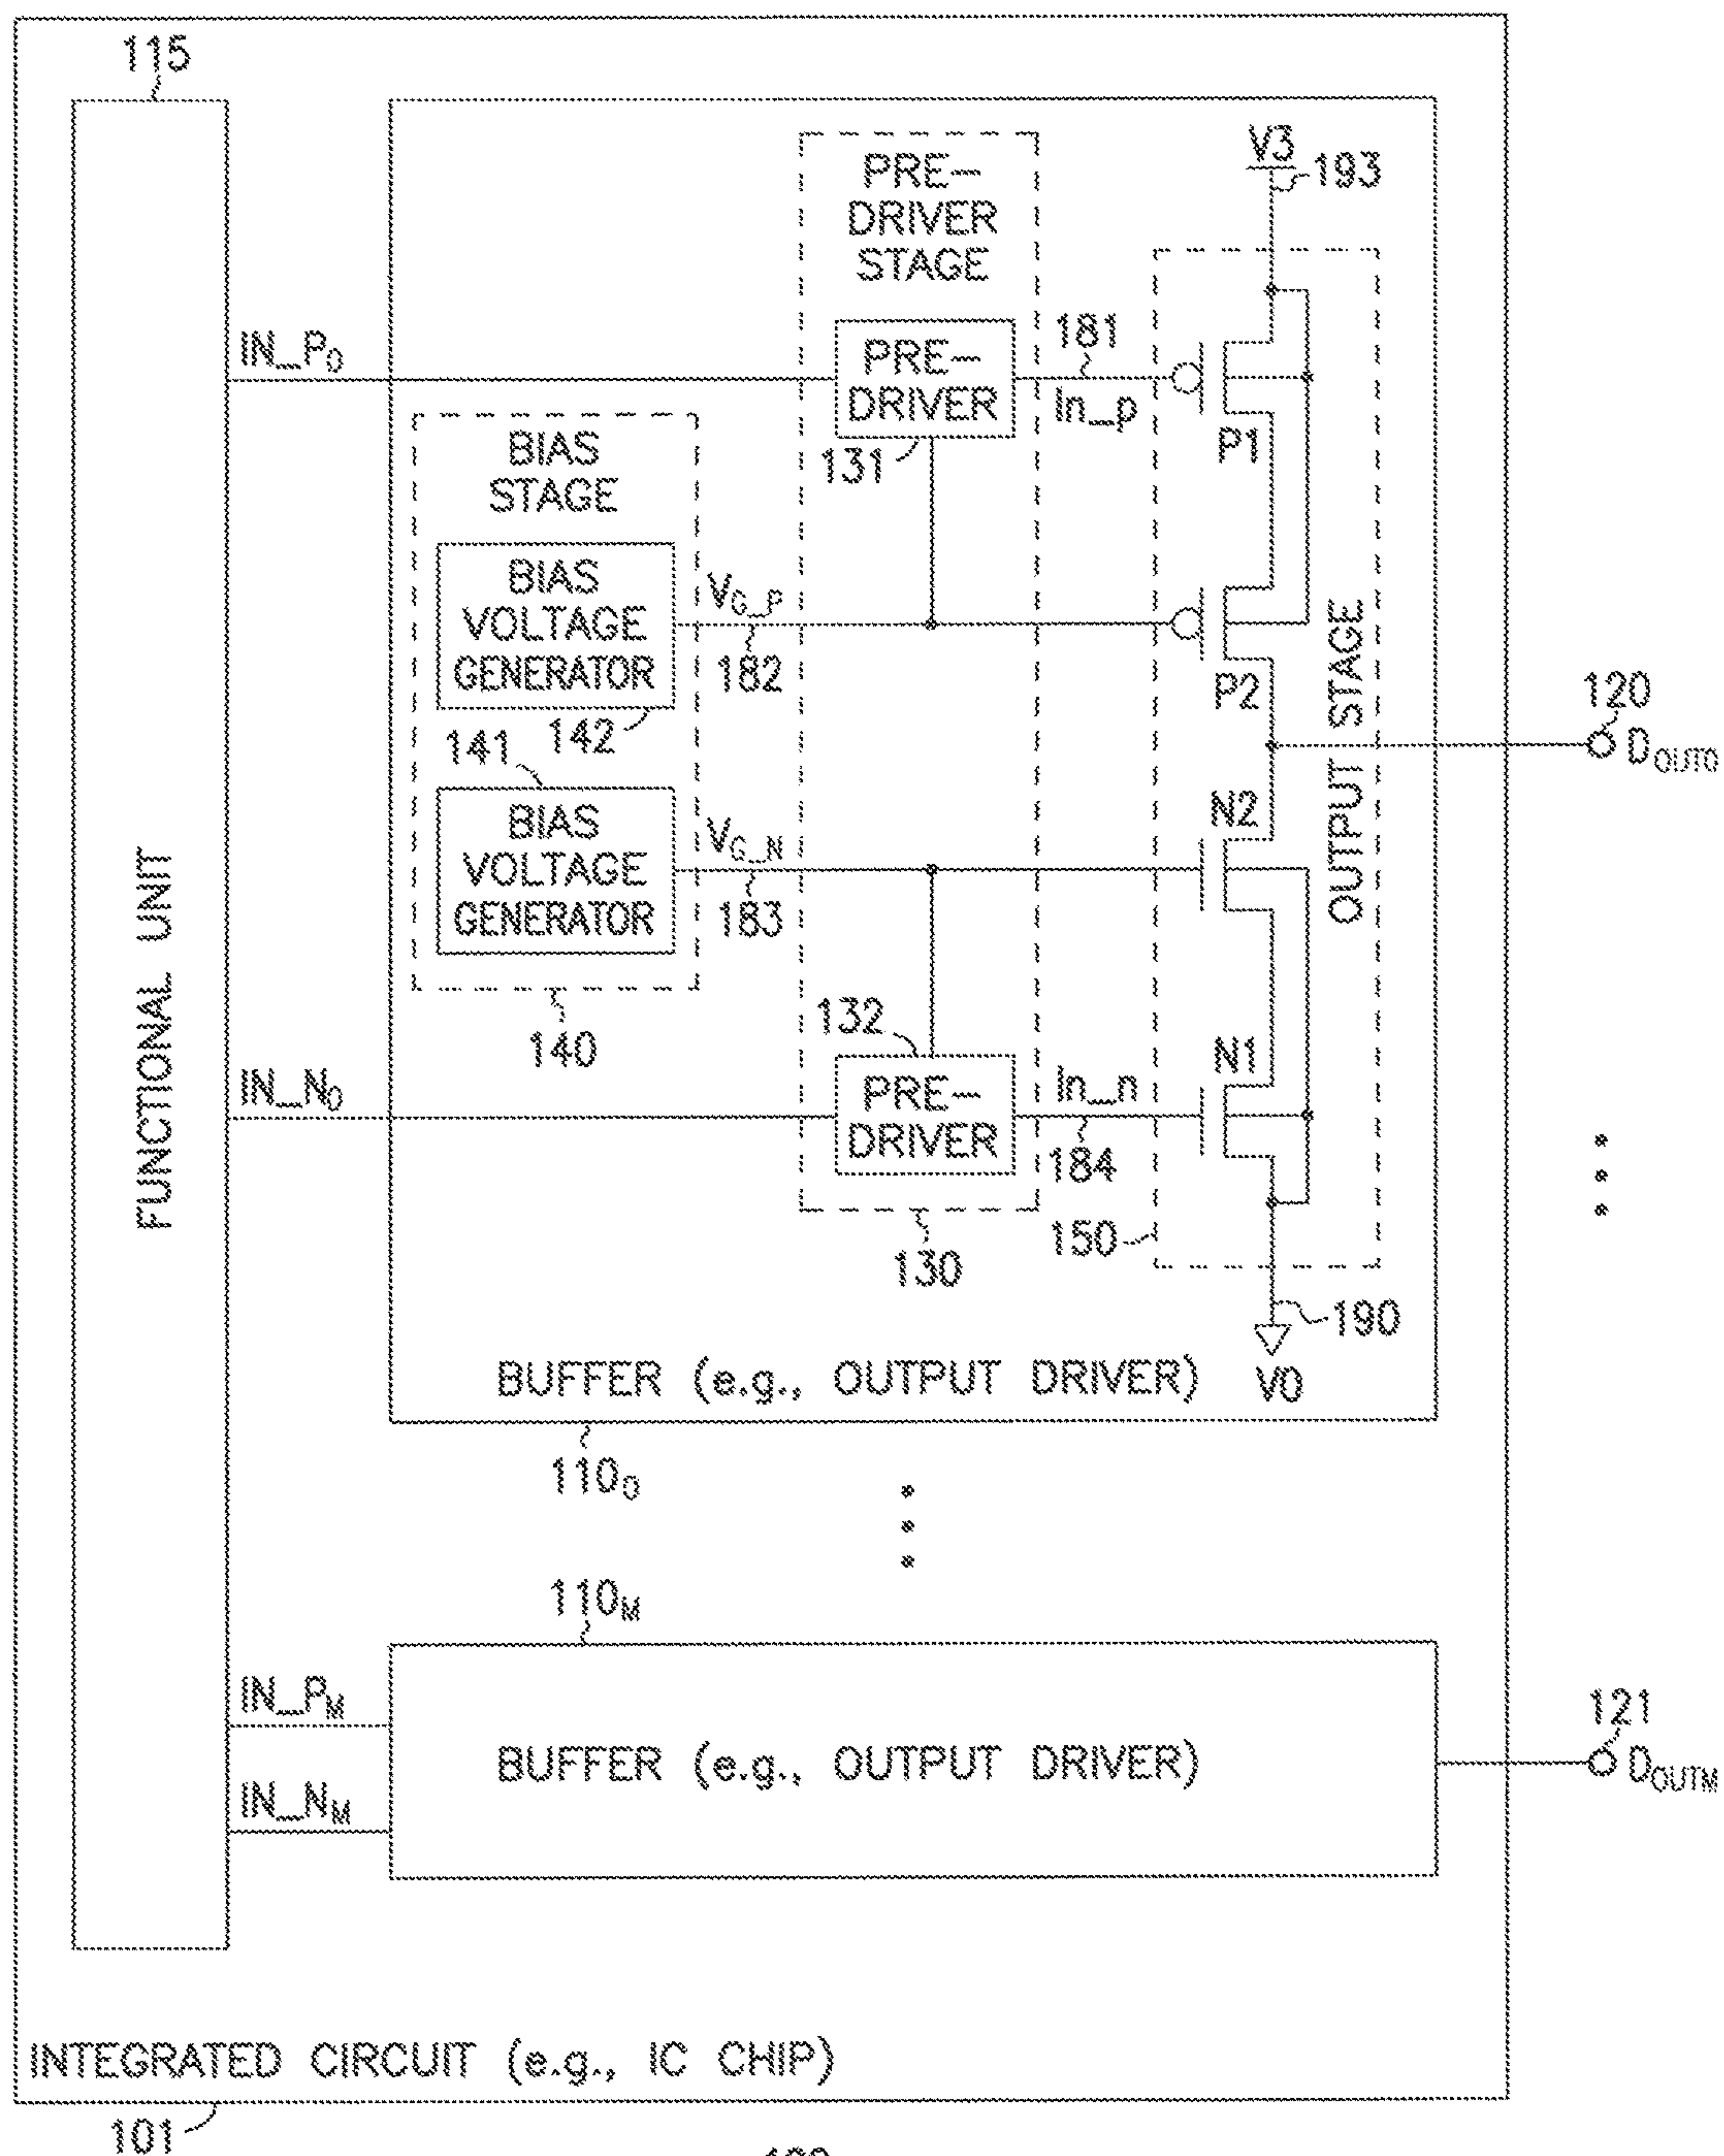 115
V3
193
PRE-
DRIVER
STAGE
IN_P0
PRE-
DRIVER
181
In_p
P1
131
BIAS
STAGE
BIAS
VOLTAGE
GENERATOR
VG_P
182
P2
142
141
OUTPUT STAGE
120
DOUT0
BIAS
VOLTAGE
GENERATOR
VG_N
183
N2
FUNCTIONAL UNIT
140
132
IN_N0
PRE-
DRIVER
In_n
184
N1
130
150
190
V0
BUFFER (e.g., OUTPUT DRIVER)
1100
110M
IN_PM
IN_NM
BUFFER (e.g., OUTPUT DRIVER)
121
DOUTM
INTEGRATED CIRCUIT (e.g., IC CHIP)
101